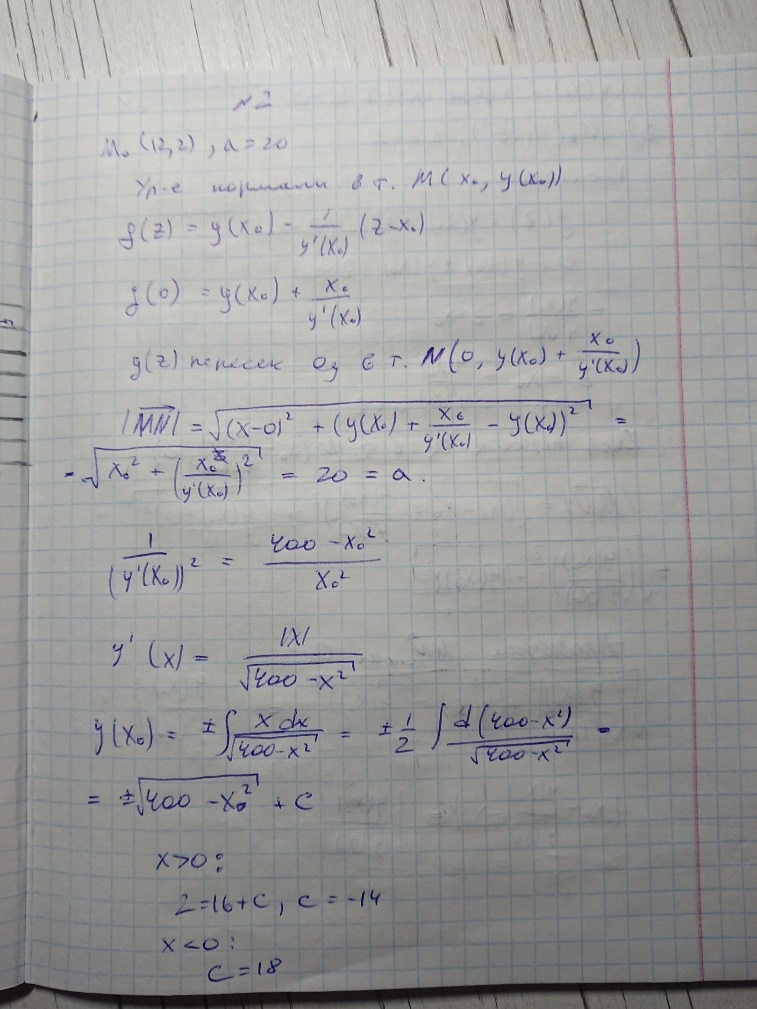 №2
M₀(12,2), a=20
Ур-е нормали в т. M(x₀, y(x₀))
g(z) = y(x₀) - 1/y'(x₀) (z-x₀)
g(0) = y(x₀) + x₀/y'(x₀)
g(z) пересек Oy в т. N(0, y(x₀) + x₀/y'(x₀))
|MN| = √((x-0)² + (y(x₀) + x₀/y'(x₀) - y(x₀))²) =
= √(x₀² + (x₀/y'(x₀))²) = 20 = a.
1/(y'(x₀))² = (400-x₀²)/x₀²
y'(x) = |x|/√(400-x²)
y(x₀) = ±∫ x dx/√(400-x²) = ±1/2 ∫ d(400-x²)/√(400-x²) =
= ±√(400-x₀²) + C
x>0:
2=16+C, C=-14
x<0:
C=18